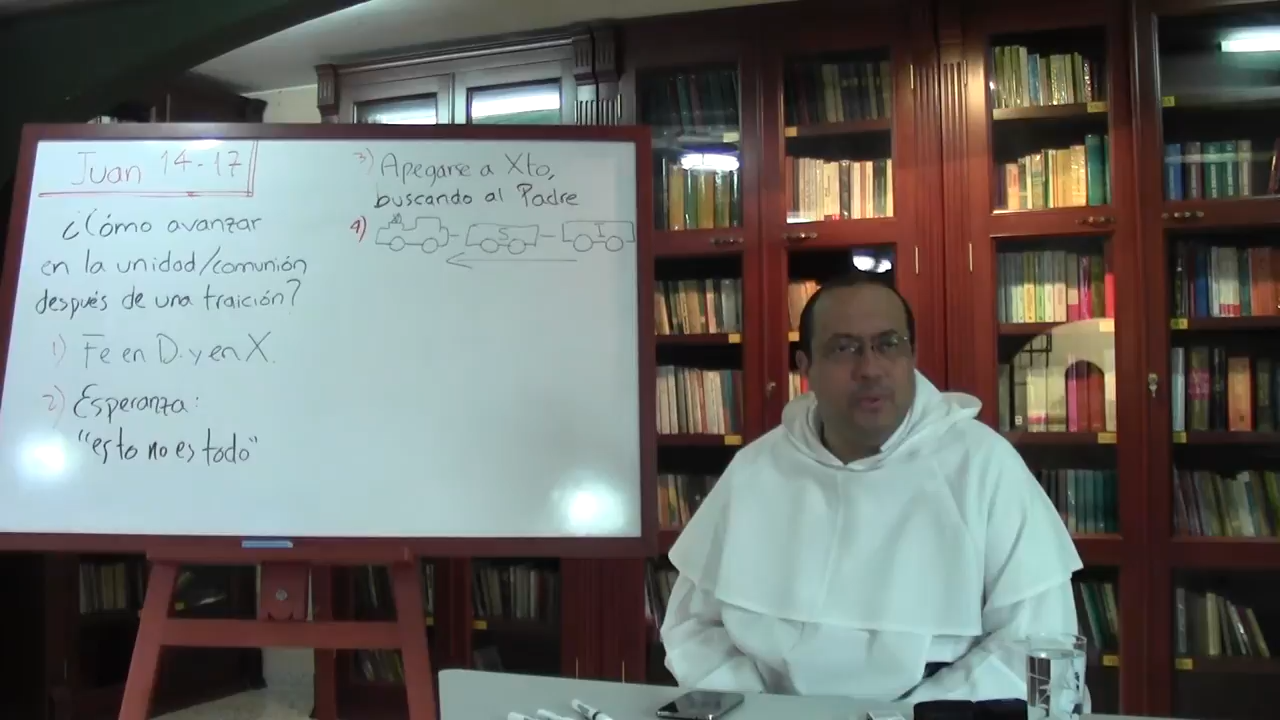 Juan 14-17
¿Cómo avanzar
en la unidad/comunión
después de una traición?
1) Fe en D. y en X.
2) Esperanza:
"esto no es todo"
3) Apegarse a Xto,
buscando al Padre
4)
S
I